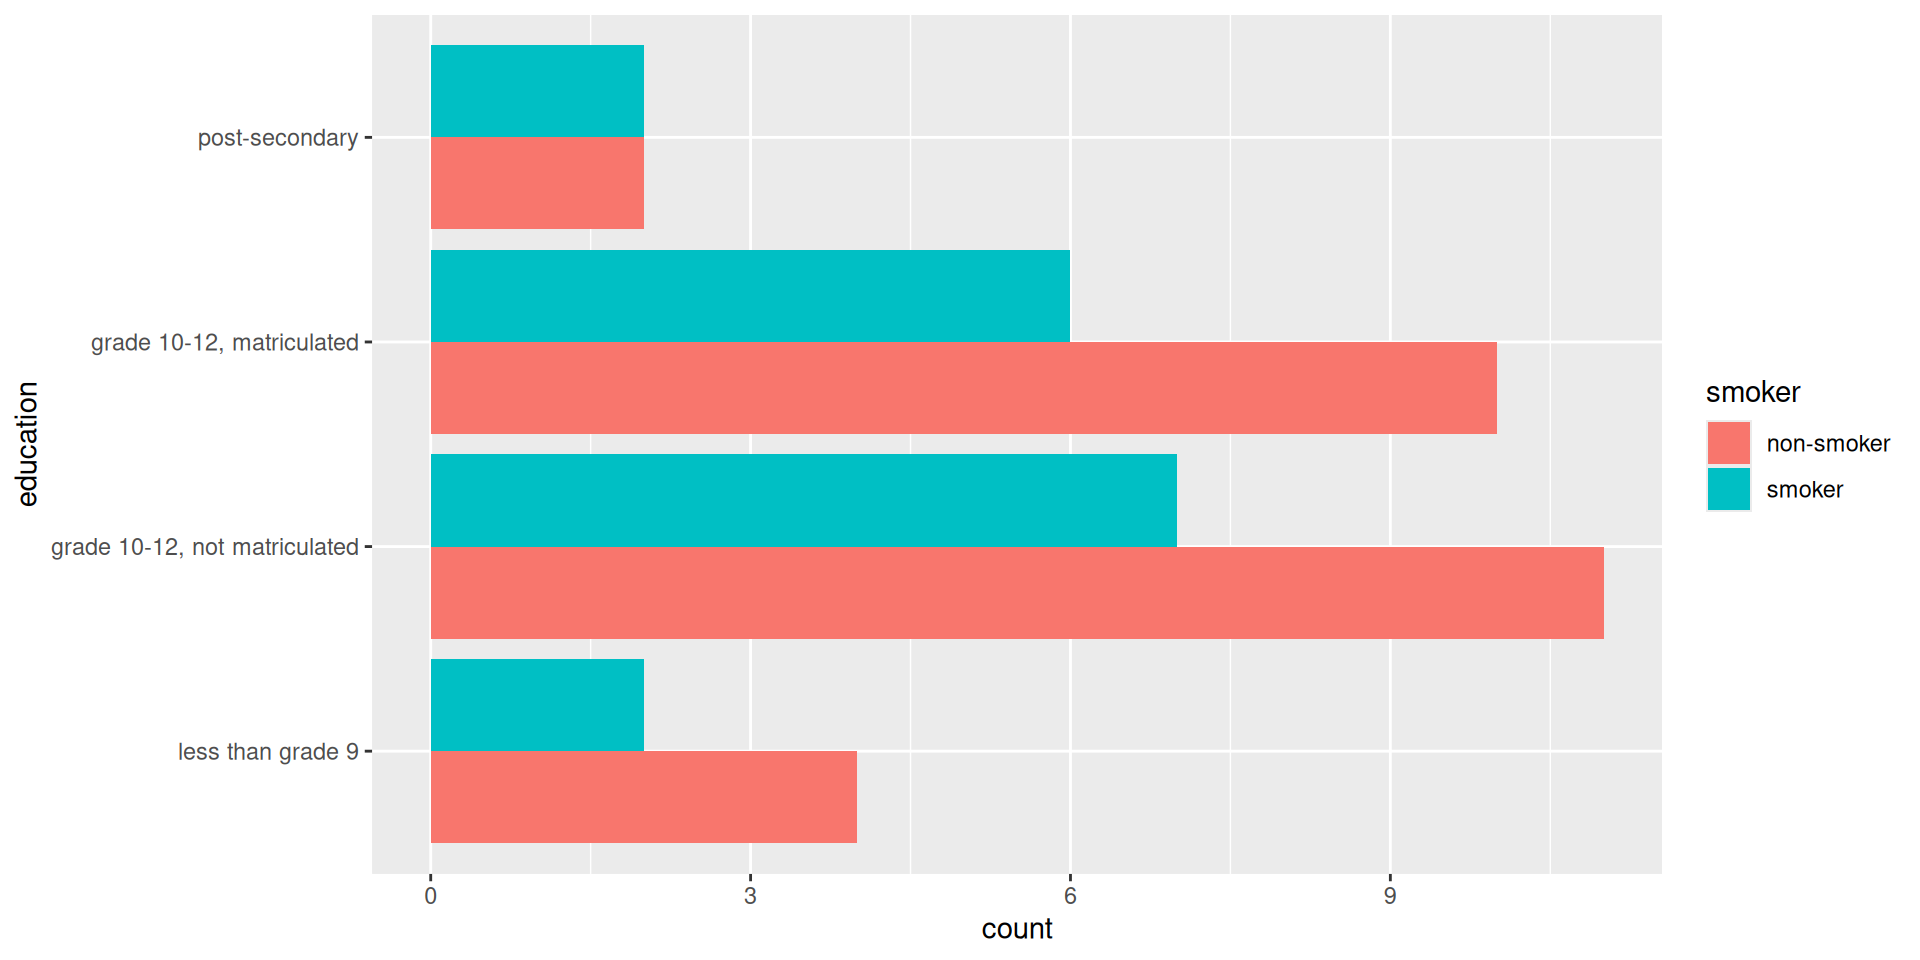 post-secondary
grade 10-12, matriculated
grade 10-12, not matriculated
less than grade 9
education
0 3 6 9
count
smoker
non-smoker
smoker